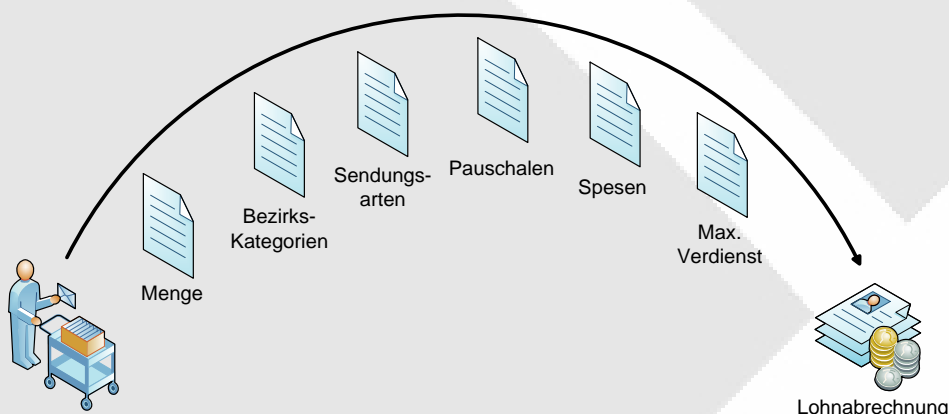 Menge
Bezirks-
Kategorien
Sendungs-
arten
Pauschalen
Spesen
Max.
Verdienst
Lohnabrechnung